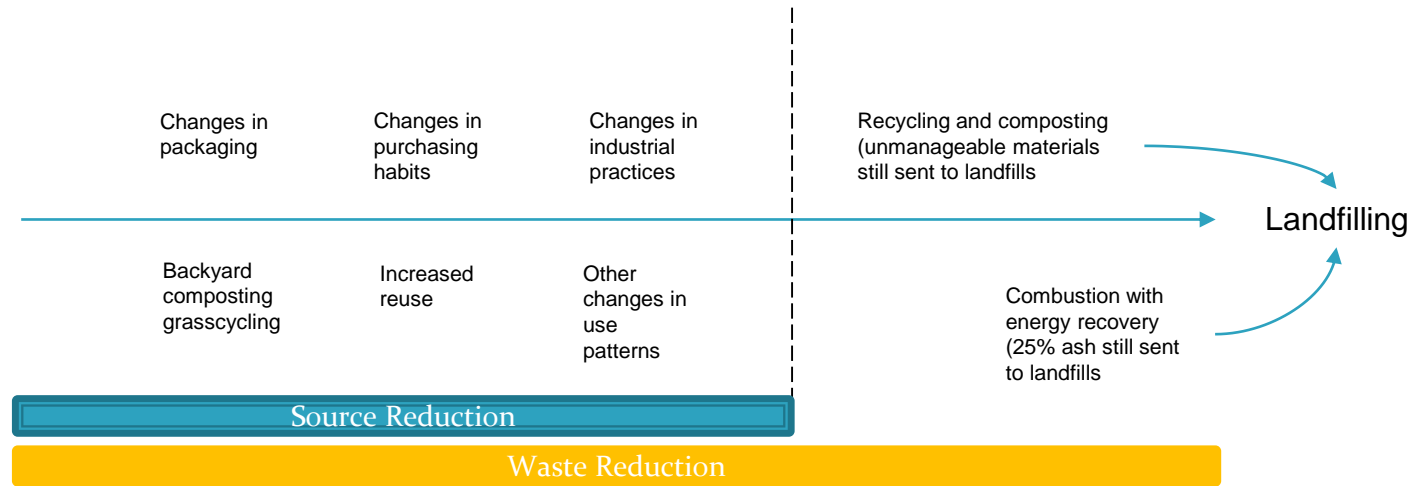 Changes in
packaging
Changes in
purchasing
habits
Changes in
industrial
practices
Recycling and composting
(unmanageable materials
still sent to landfills
Landfilling
Backyard
composting
grasscycling
Increased
reuse
Other
changes in
use
patterns
Combustion with
energy recovery
(25% ash still sent
to landfills
Source Reduction
Waste Reduction